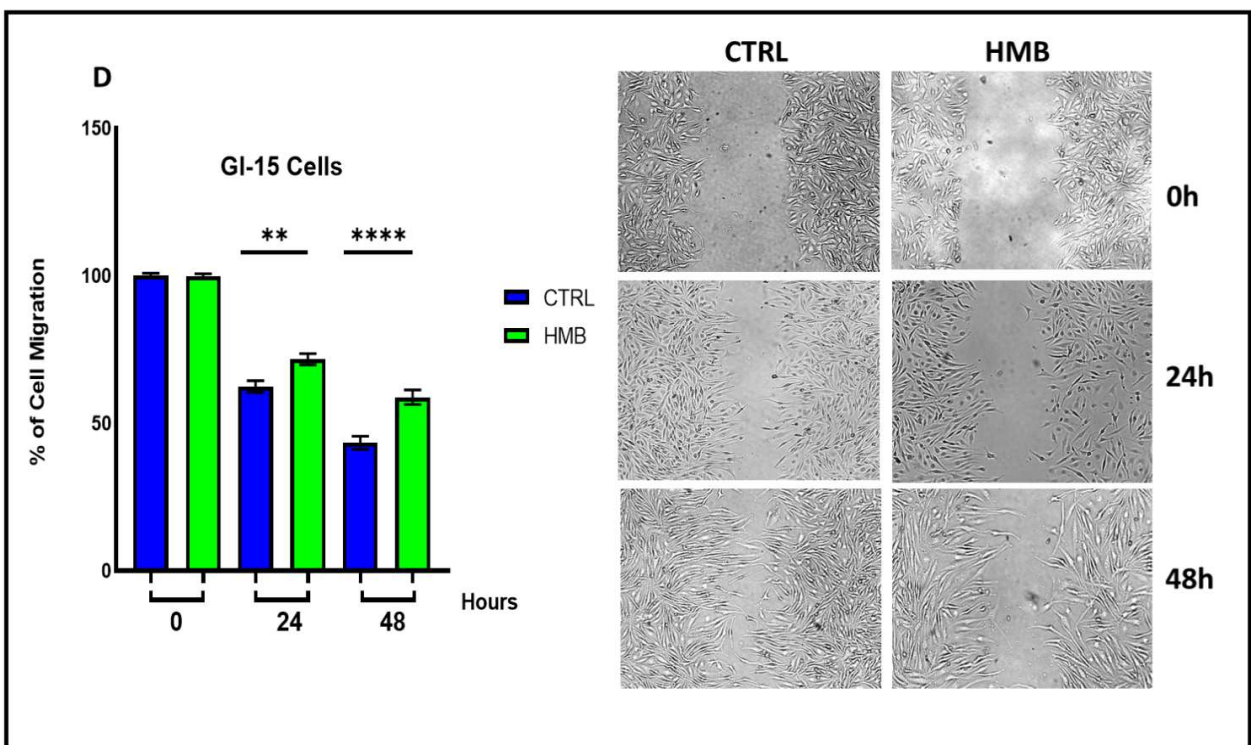 D
GI-15 Cells
% of Cell Migration
150
100
50
0
**
****
0
24
48
Hours
CTRL
HMB
CTRL
HMB
0h
24h
48h